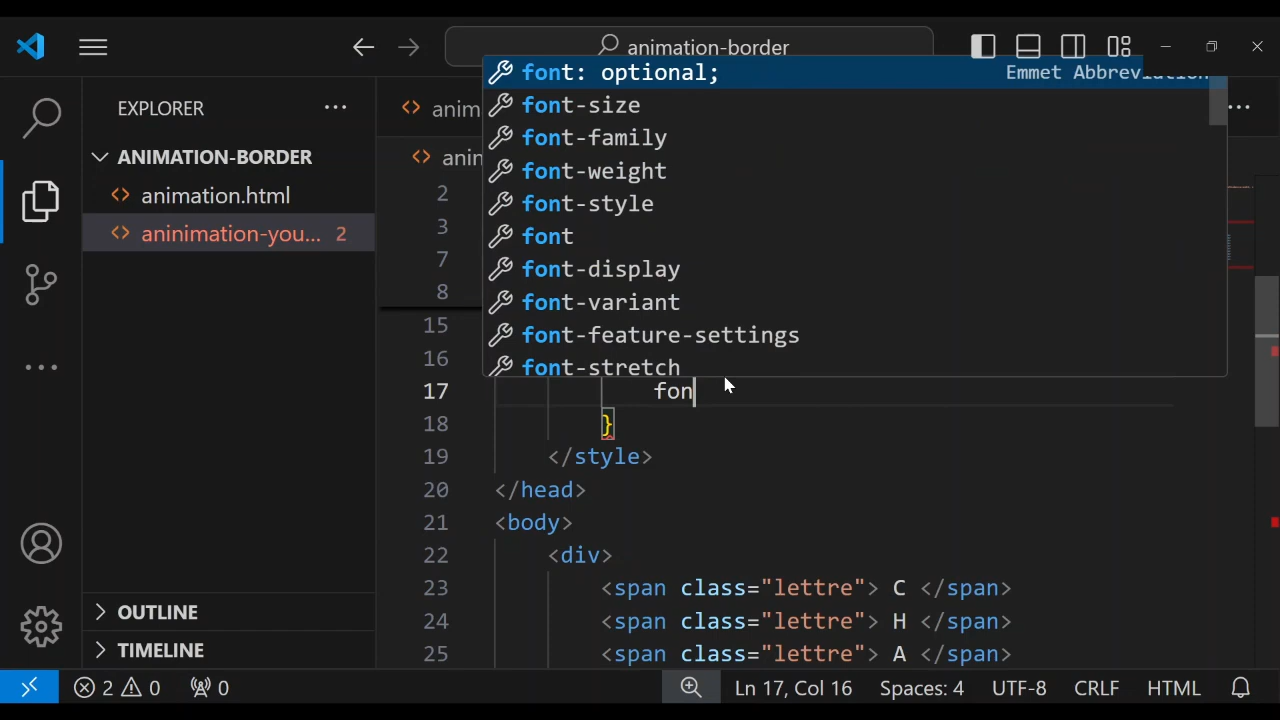 animation-border
EXPLORER
ANIMATION-BORDER
animation.html
aninimation-you... 2
OUTLINE
TIMELINE
anim
anin
font: optional; Emmet Abbreviation
font-size
font-family
font-weight
font-style
font
font-display
font-variant
font-feature-settings
font-stretch
2
3
7
8
15
16
17 fon
18 }
19 </style>
20 </head>
21 <body>
22 <div>
23 <span class="lettre"> C </span>
24 <span class="lettre"> H </span>
25 <span class="lettre"> A </span>
2 0 0 Ln 17, Col 16 Spaces: 4 UTF-8 CRLF HTML